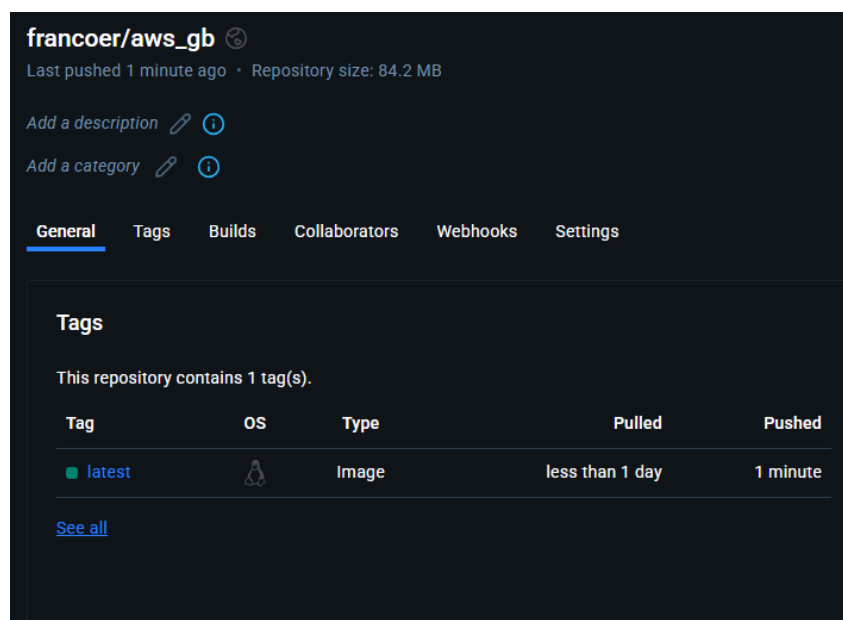 francoer/aws_gb
Last pushed 1 minute ago · Repository size: 84.2 MB
Add a description
Add a category
General Tags Builds Collaborators Webhooks Settings
Tags
This repository contains 1 tag(s).
Tag OS Type Pulled Pushed
latest Image less than 1 day 1 minute
See all